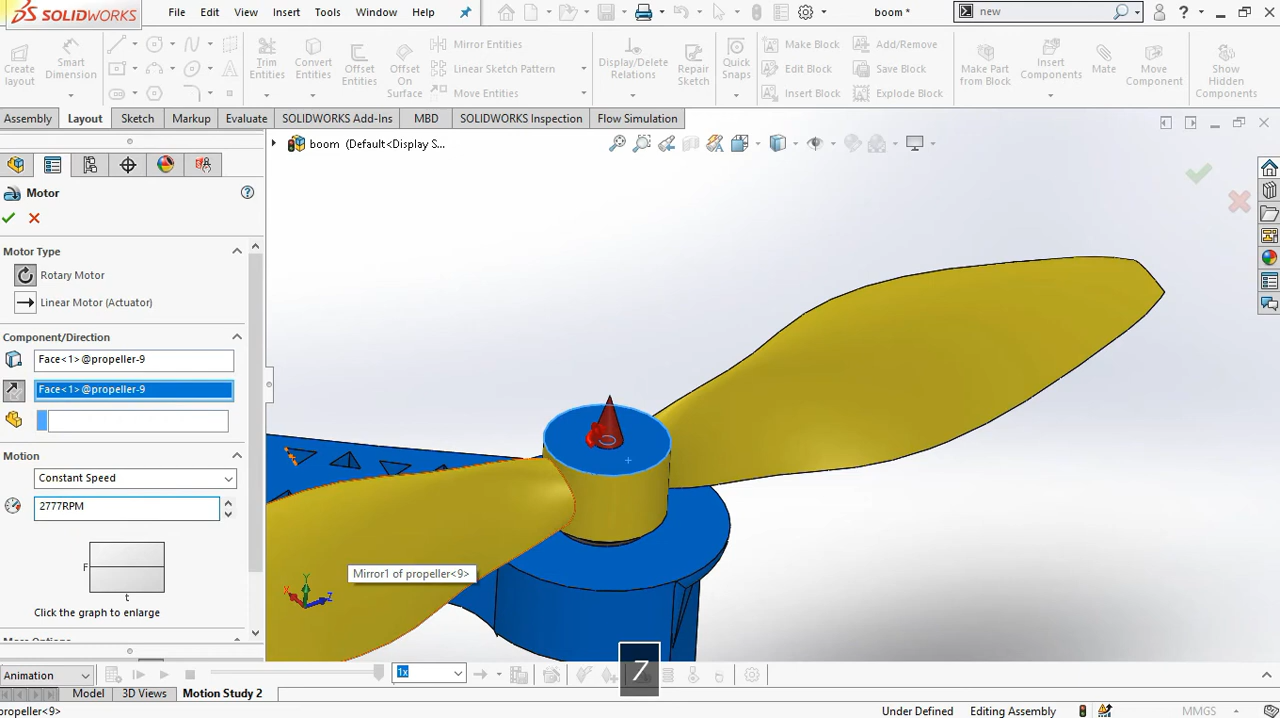 SOLIDWORKS File Edit View Insert Tools Window Help boom * new ?
Create layout
Smart Dimension
Trim Entities
Convert Entities
Offset Entities
Offset On Surface
Mirror Entities
Linear Sketch Pattern
Move Entities
Display/Delete Relations
Repair Sketch
Quick Snaps
Make Block
Edit Block
Insert Block
Add/Remove
Save Block
Explode Block
Make Part from Block
Insert Components
Mate
Move Component
Show Hidden Components
Assembly Layout Sketch Markup Evaluate SOLIDWORKS Add-Ins MBD SOLIDWORKS Inspection Flow Simulation
boom (Default<Display S...
Motor
Motor Type
Rotary Motor
Linear Motor (Actuator)
Component/Direction
Face<1>@propeller-9
Face<1>@propeller-9
Motion
Constant Speed
2777RPM
F
t
Click the graph to enlarge
Mirror1 of propeller<9>
Y
X
Z
7
Animation 1x
Model 3D Views Motion Study 2
propeller<9> Under Defined Editing Assembly MMGS